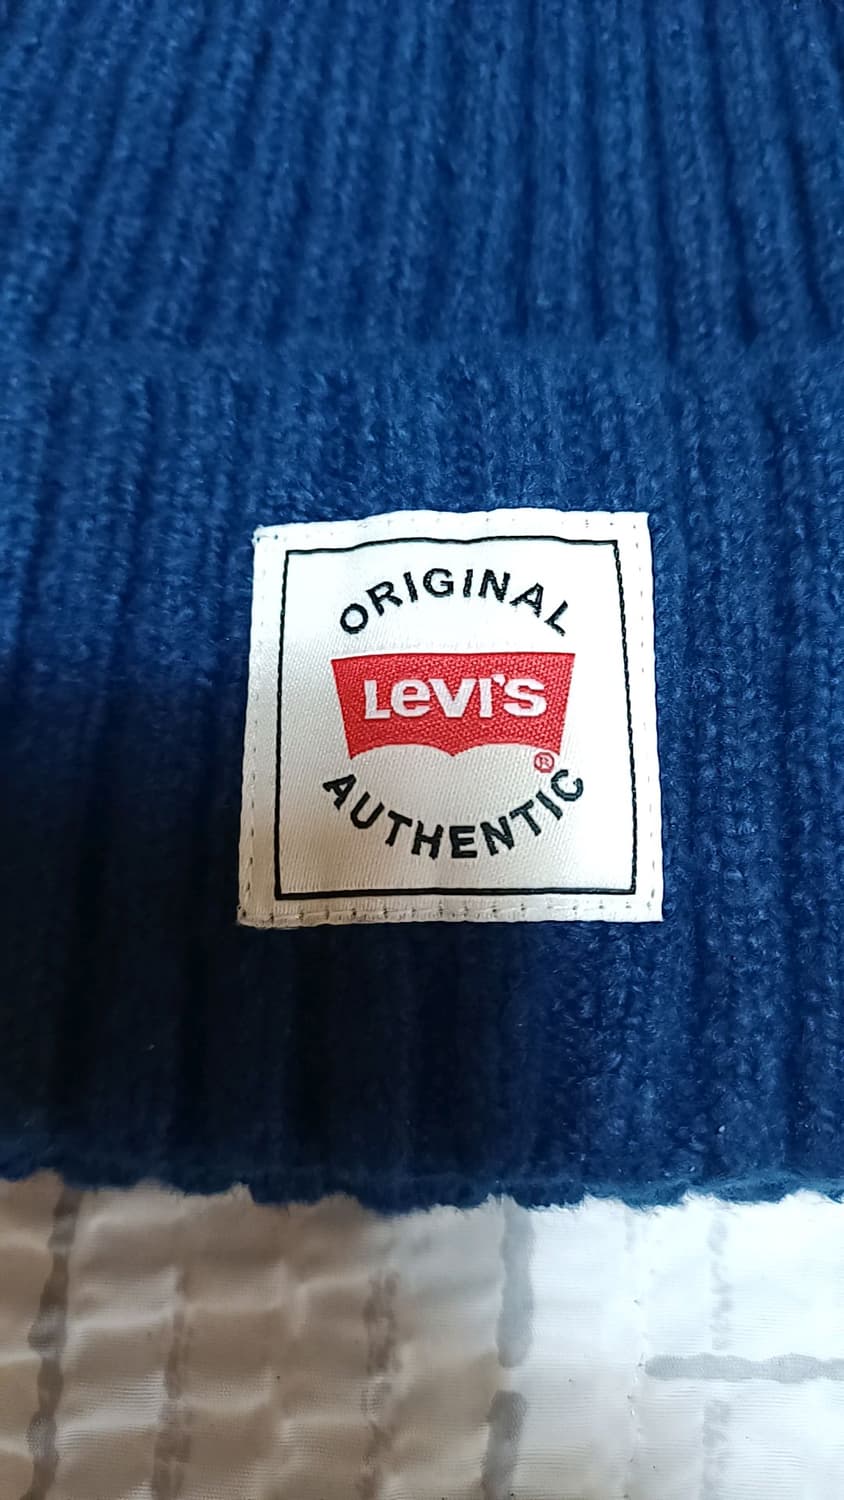 ORIGINAL
Levi's
®
AUTHENTIC